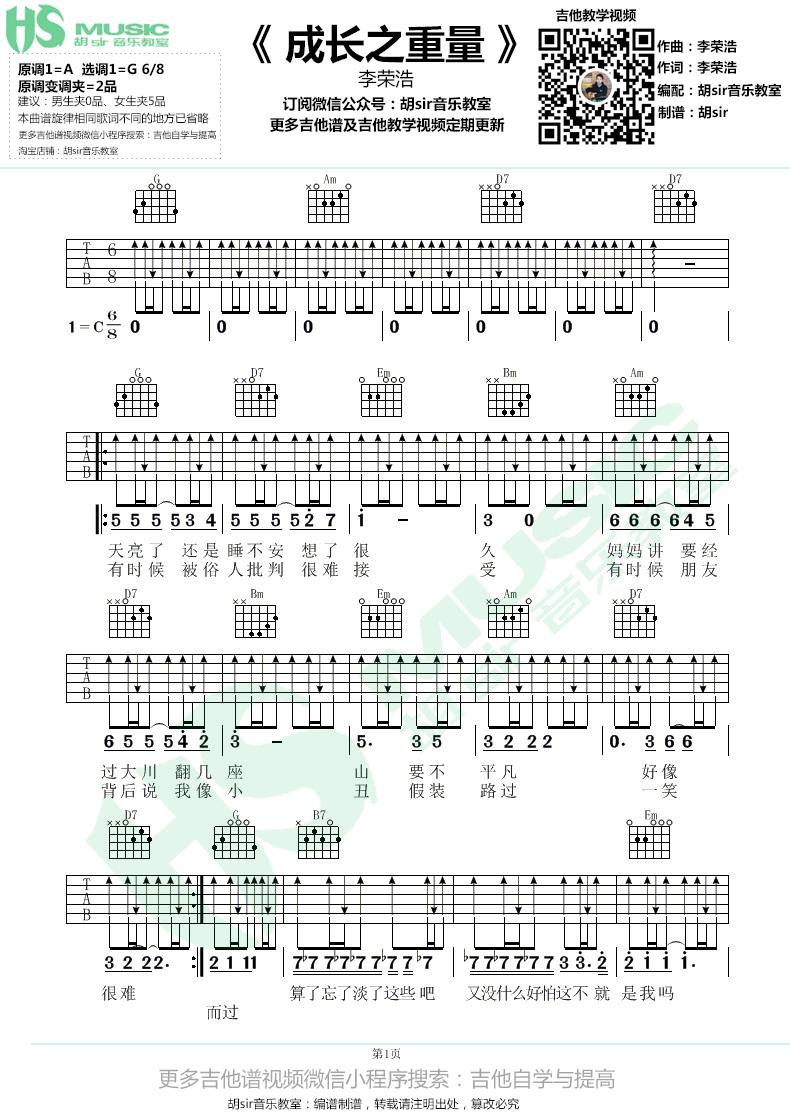 HS MUSIC
胡 sir 音乐教室
《 成长之重量 》
李荣浩
订阅微信公众号：胡sir音乐教室
更多吉他谱及吉他教学视频定期更新
吉他教学视频
作曲：李荣浩
作词：李荣浩
编配：胡sir音乐教室
制谱：胡sir
原调1=A 选调1=G 6/8
原调变调夹=2品
建议：男生夹0品、女生夹5品
本曲谱旋律相同歌词不同的地方已省略
更多吉他谱视频微信小程序搜索：吉他自学与提高
淘宝店铺：胡sir音乐教室
G Am D7 D7
T A B 6 8
1=C 6/8 0 0 0 0 0 0 0
G D7 Em Bm Am
T A B
5 5 5 5 3 4 5 5 5 5 2 7 1 - 3 0 6 6 6 6 4 5
天亮了 还是 睡不安 想了 很 久 妈妈讲 要经
有时候 被俗 人批判 很难 接 受 有时候 朋友
D7 Bm Em Am D7
T A B
6 5 5 5 4 2 3 - 5. 3 5 3 2 2 2 0. 3 6 6
过大川 翻几 座 山 要不 平凡 好像
背后说 我像 小 丑 假装 路过 一笑
D7 G B7 Em
T A B
3 2 2 2 2. 2 1 1 1 1 ♭7 ♭7 ♭7 ♭7 ♭7 ♭7 ♭7 ♭7 ♭7 ♭7 ♭7 ♭7 ♭7 ♭7 3 3. 2 2 1 1 1 1.
很难 算了忘了淡了这些 吧 又没什么好怕这不 就 是我吗
而过
HS MUSIC
胡 sir 音乐教室
第1页
更多吉他谱视频微信小程序搜索：吉他自学与提高
胡sir音乐教室：编谱制谱，转载请注明出处，篡改必究